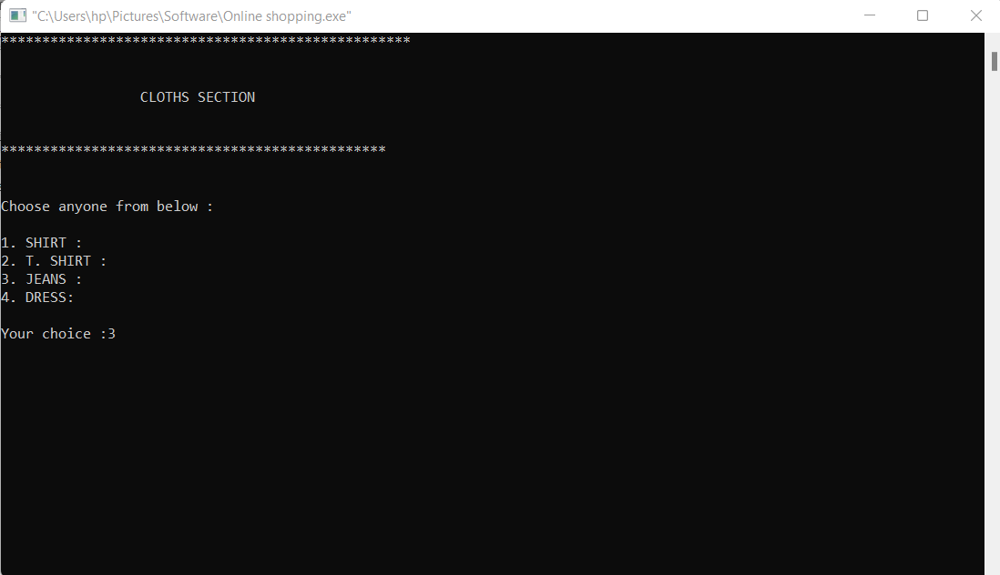 "C:\Users\hp\Pictures\Software\Online shopping.exe"
**************************************************
CLOTHS SECTION
***********************************************
Choose anyone from below :
1. SHIRT :
2. T. SHIRT :
3. JEANS :
4. DRESS:
Your choice :3